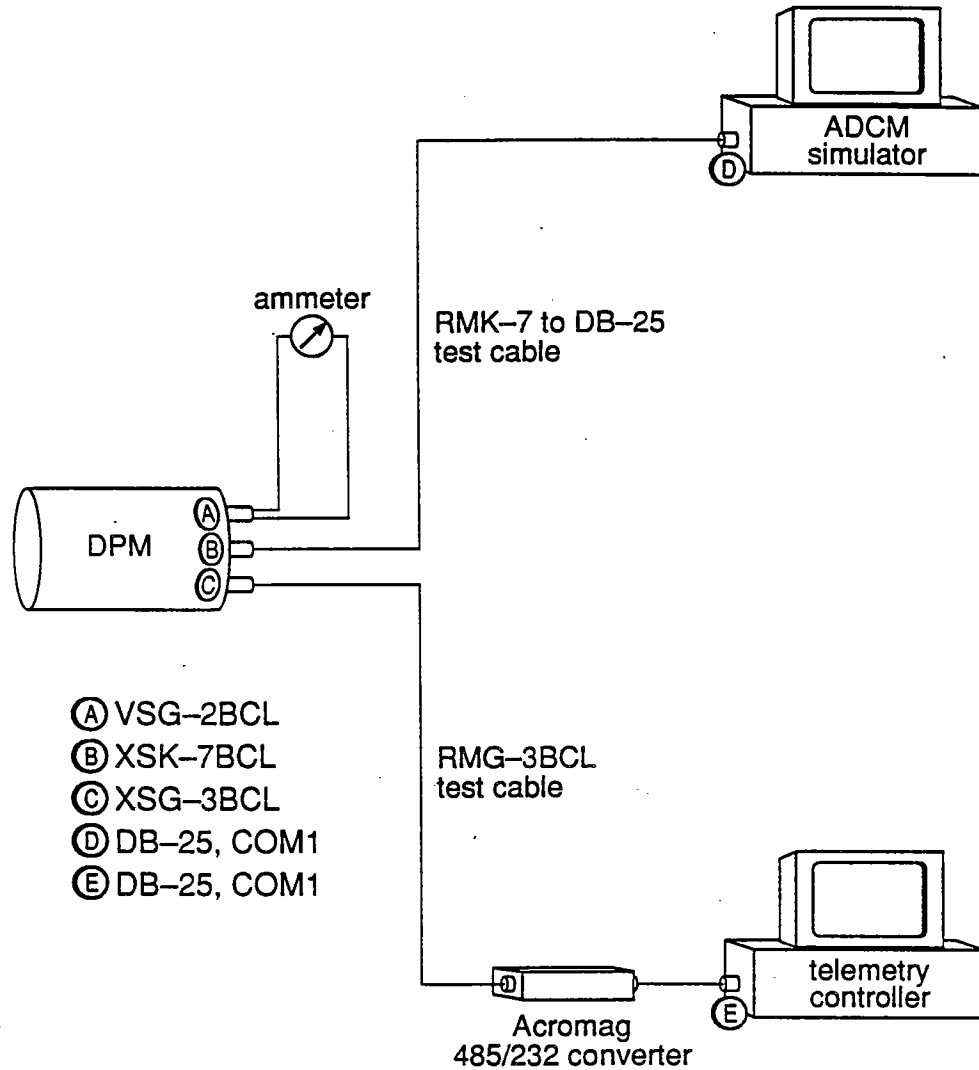 ADCM
simulator
D
ammeter
RMK–7 to DB–25
test cable
A
DPM
B
C
A VSG–2BCL
B XSK–7BCL
C XSG–3BCL
D DB–25, COM1
E DB–25, COM1
RMG–3BCL
test cable
telemetry
controller
E
Acromag
485/232 converter